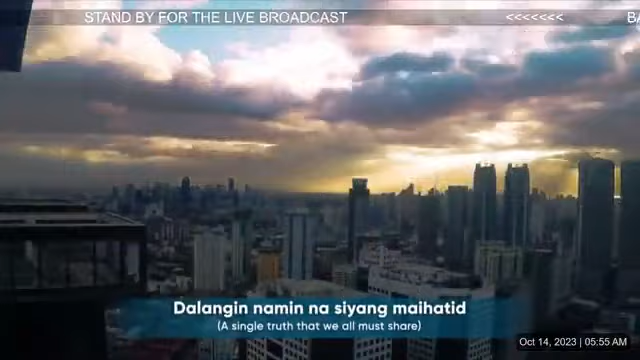 STAND BY FOR THE LIVE BROADCAST <<<<<<<
Dalangin namin na siyang maihatid
(A single truth that we all must share)
Oct 14, 2023 | 05:55 AM